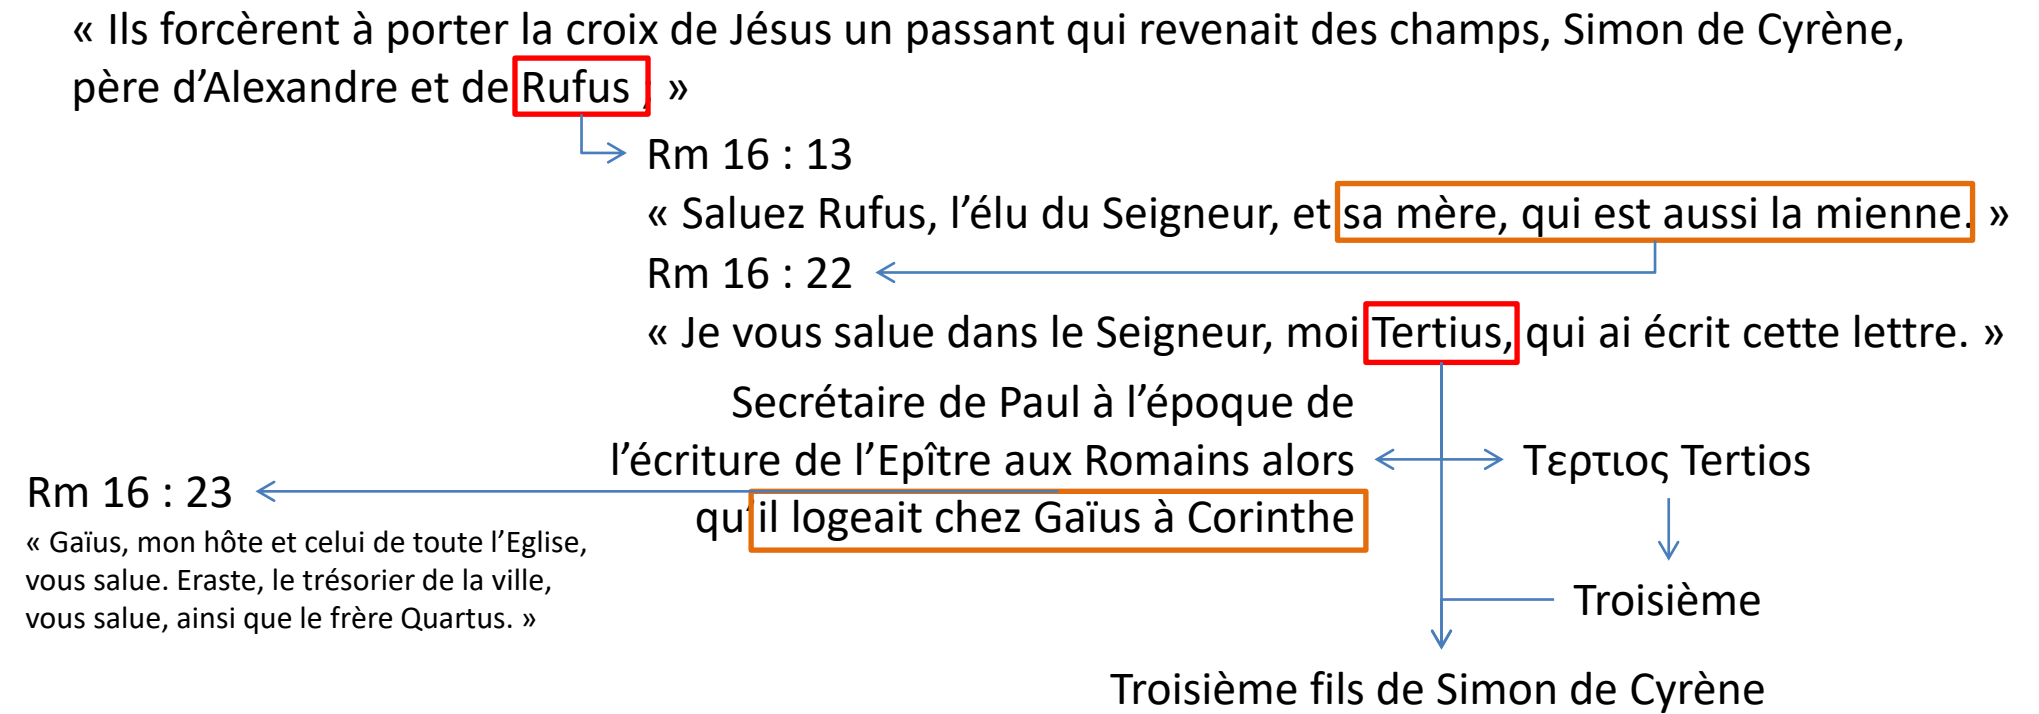 « Ils forcèrent à porter la croix de Jésus un passant qui revenait des champs, Simon de Cyrène,
père d’Alexandre et de Rufus ; »
Rm 16 : 13
« Saluez Rufus, l’élu du Seigneur, et sa mère, qui est aussi la mienne. »
Rm 16 : 22
« Je vous salue dans le Seigneur, moi Tertius, qui ai écrit cette lettre. »
Secrétaire de Paul à l’époque de
l’écriture de l’Epître aux Romains alors
qu’il logeait chez Gaïus à Corinthe
Τερτιος Tertios
Rm 16 : 23
« Gaïus, mon hôte et celui de toute l’Eglise,
vous salue. Eraste, le trésorier de la ville,
vous salue, ainsi que le frère Quartus. »
Troisième
Troisième fils de Simon de Cyrène